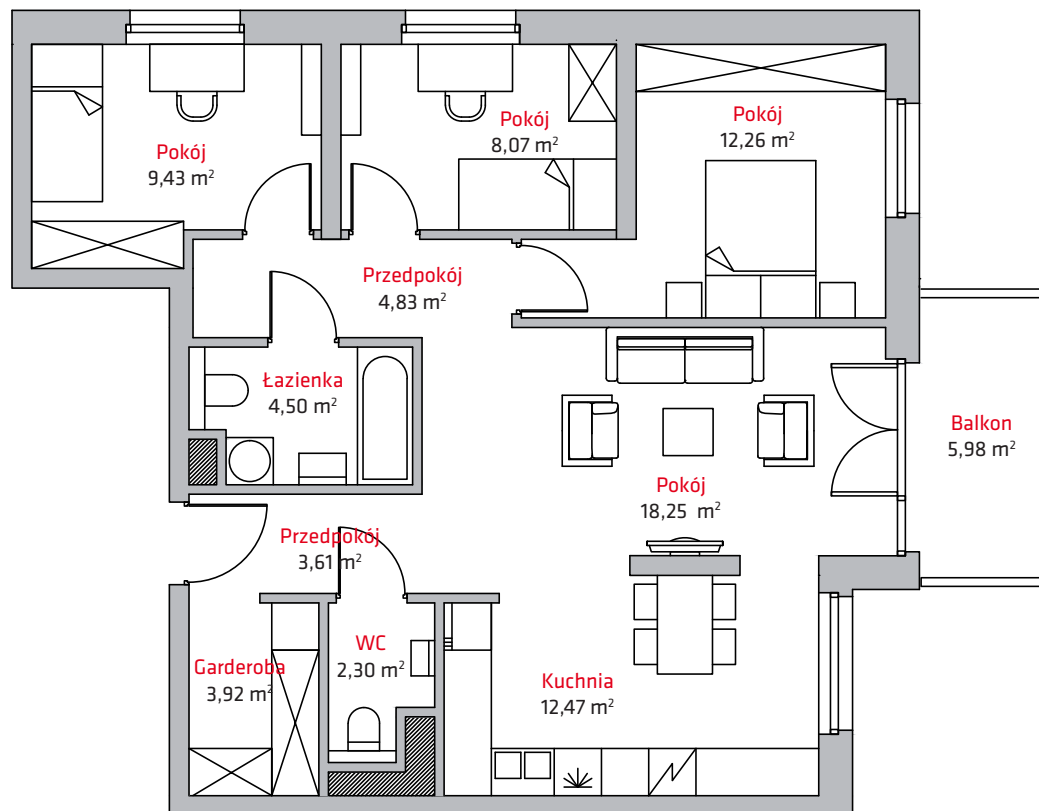 Pokój
9,43 m²
Pokój
8,07 m²
Pokój
12,26 m²
Przedpokój
4,83 m²
Łazienka
4,50 m²
Balkon
5,98 m²
Pokój
18,25 m²
Przedpokój
3,61 m²
WC
2,30 m²
Garderoba
3,92 m²
Kuchnia
12,47 m²